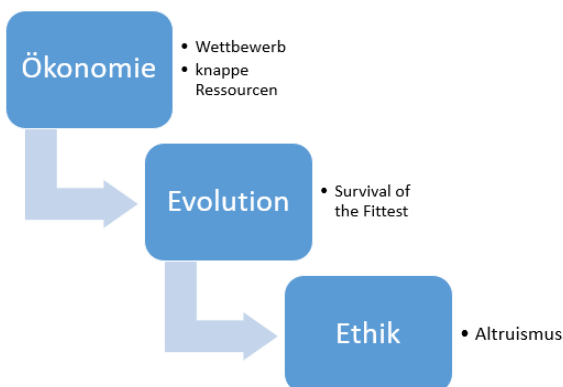 Ökonomie
• Wettbewerb
• knappe
Ressourcen
Evolution
• Survival of
the Fittest
Ethik
• Altruismus